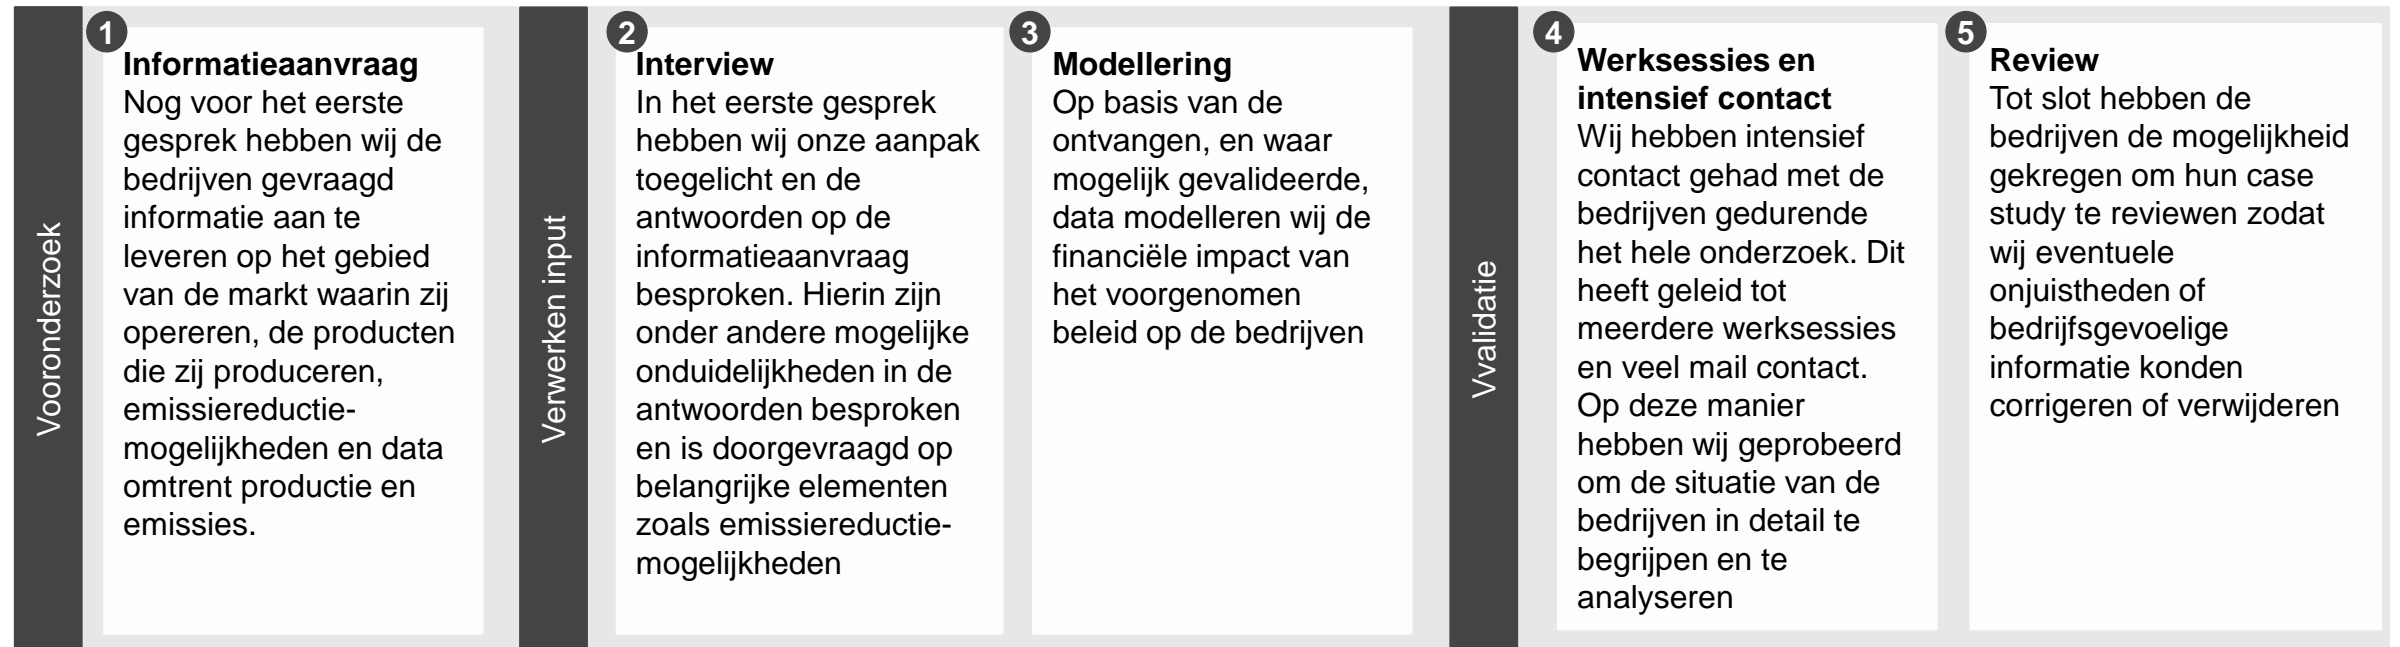 Vooronderzoek
1
Informatieaanvraag
Nog voor het eerste
gesprek hebben wij de
bedrijven gevraagd
informatie aan te
leveren op het gebied
van de markt waarin zij
opereren, de producten
die zij produceren,
emissiereductie-
mogelijkheden en data
omtrent productie en
emissies.
Verwerken input
2
Interview
In het eerste gesprek
hebben wij onze aanpak
toegelicht en de
antwoorden op de
informatieaanvraag
besproken. Hierin zijn
onder andere mogelijke
onduidelijkheden in de
antwoorden besproken
en is doorgevraagd op
belangrijke elementen
zoals emissiereductie-
mogelijkheden
3
Modellering
Op basis van de
ontvangen, en waar
mogelijk gevalideerde,
data modelleren wij de
financiële impact van
het voorgenomen
beleid op de bedrijven
Vvalidatie
4
Werksessies en
intensief contact
Wij hebben intensief
contact gehad met de
bedrijven gedurende
het hele onderzoek. Dit
heeft geleid tot
meerdere werksessies
en veel mail contact.
Op deze manier
hebben wij geprobeerd
om de situatie van de
bedrijven in detail te
begrijpen en te
analyseren
5
Review
Tot slot hebben de
bedrijven de mogelijkheid
gekregen om hun case
study te reviewen zodat
wij eventuele
onjuistheden of
bedrijfsgevoelige
informatie konden
corrigeren of verwijderen